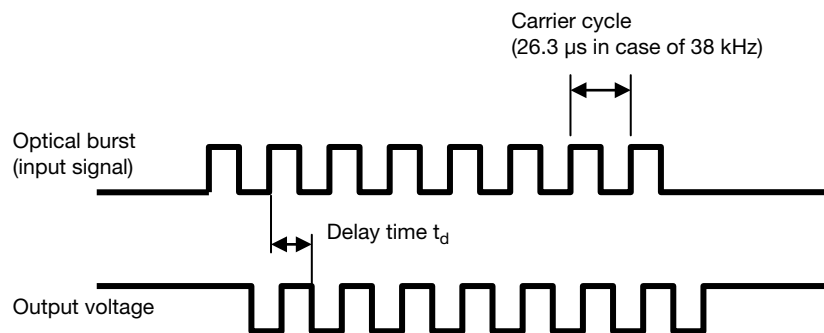 Carrier cycle
(26.3 µs in case of 38 kHz)
Optical burst
(input signal)
Delay time td
Output voltage